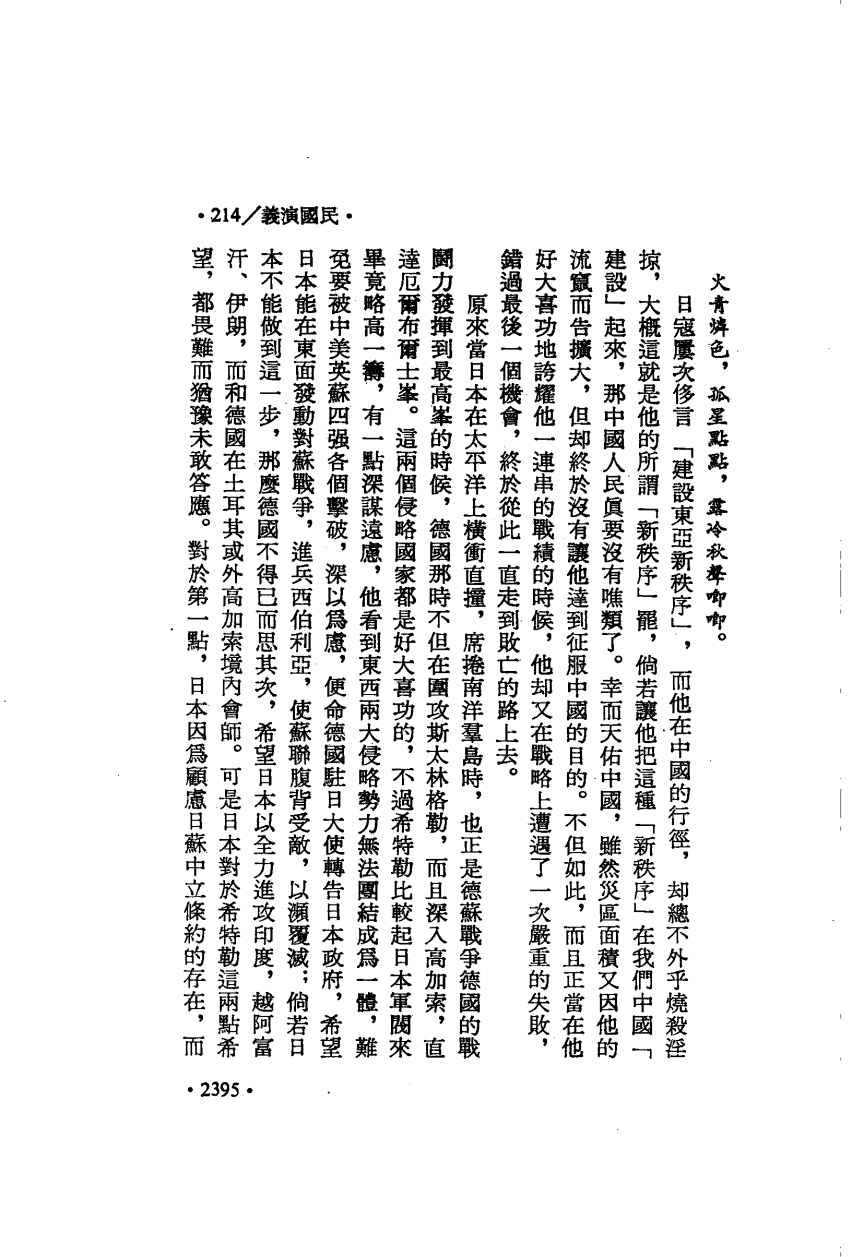 ·214/義演國民·
火青燐色，孤星點點，露冷秋聲唧唧。
日寇屢次侈言「建設東亞新秩序」，而他在中國的行徑，却總不外乎燒殺淫
掠，大概這就是他的所謂「新秩序」罷，倘若讓他把這種「新秩序」在我們中國「
建設」起來，那中國人民眞要沒有噍類了。幸而天佑中國，雖然災區面積又因他的
流竄而告擴大，但却終於沒有讓他達到征服中國的目的。不但如此，而且正當在他
好大喜功地誇耀他一連串的戰績的時候，他却又在戰略上遭遇了一次嚴重的失敗，
錯過最後一個機會，終於從此一直走到敗亡的路上去。
原來當日本在太平洋上橫衝直撞，席捲南洋羣島時，也正是德蘇戰爭德國的戰
鬪力發揮到最高峯的時候，德國那時不但在圍攻斯太林格勒，而且深入高加索，直
達厄爾布爾士峯。這兩個侵略國家都是好大喜功的，不過希特勒比較起日本軍閥來
畢竟略高一籌，有一點深謀遠慮，他看到東西兩大侵略勢力無法團結成爲一體，難
免要被中美英蘇四强各個擊破，深以爲慮，便命德國駐日大使轉告日本政府，希望
日本能在東面發動對蘇戰爭，進兵西伯利亞，使蘇聯腹背受敵，以瀕覆滅；倘若日
本不能做到這一步，那麼德國不得已而思其次，希望日本以全力進攻印度，越阿富
汗、伊朗，而和德國在土耳其或外高加索境內會師。可是日本對於希特勒這兩點希
望，都畏難而猶豫未敢答應。對於第一點，日本因爲顧慮日蘇中立條約的存在，而
·2395·